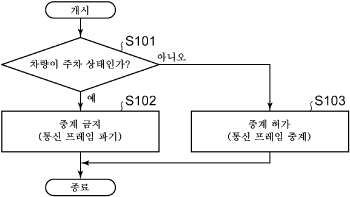 개시
S101
차량이 주차 상태인가?
아니오
예
S102
중계 금지
(통신 프레임 파기)
S103
중계 허가
(통신 프레임 중계)
종료